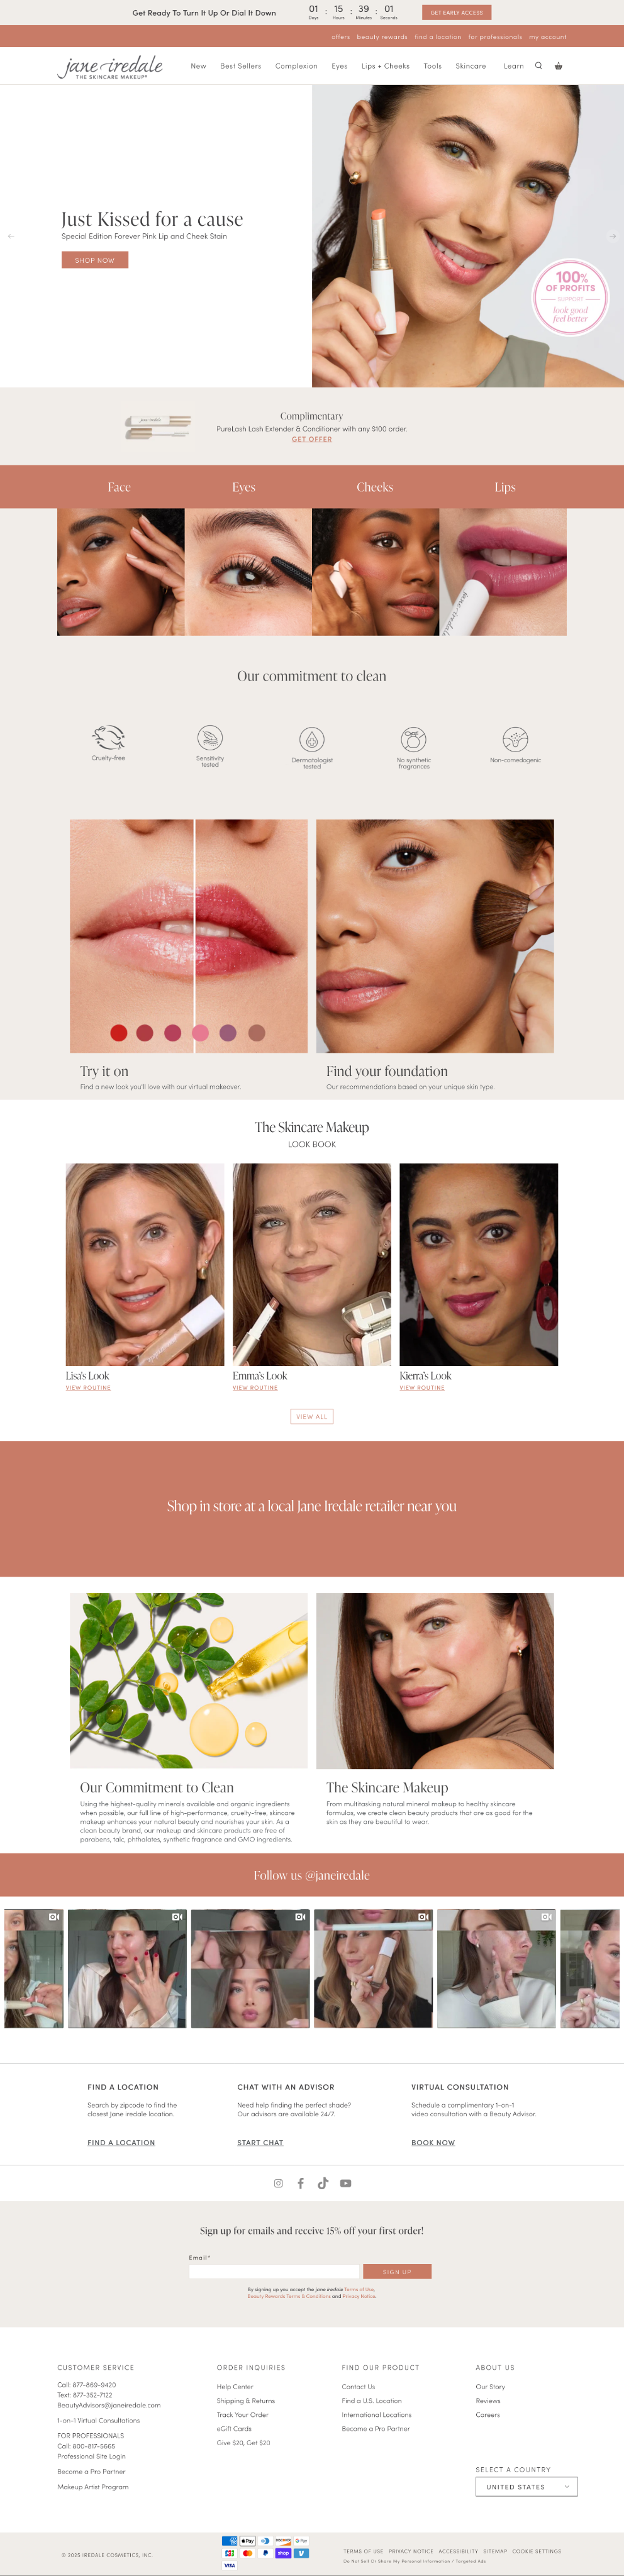 Get Ready To Turn It Up Or Dial It Down
01 : 15 : 39 : 01
Days Hours Minutes Seconds
GET EARLY ACCESS
offers beauty rewards find a location for professionals my account
jane iredale
THE SKINCARE MAKEUP®
New Best Sellers Complexion Eyes Lips + Cheeks Tools Skincare Learn
Just Kissed for a cause
Special Edition Forever Pink Lip and Cheek Stain
SHOP NOW
100%
OF PROFITS
SUPPORT
look good
feel better
Complimentary
PureLash Lash Extender & Conditioner with any $100 order.
GET OFFER
Face Eyes Cheeks Lips
jane iredale
Our commitment to clean
Cruelty-free
Sensitivity
tested
Dermatologist
tested
No synthetic
fragrances
Non-comedogenic
Try it on
Find a new look you'll love with our virtual makeover.
Find your foundation
Our recommendations based on your unique skin type.
The Skincare Makeup
LOOK BOOK
Lisa's Look
VIEW ROUTINE
Emma's Look
VIEW ROUTINE
Kierra's Look
VIEW ROUTINE
VIEW ALL
Shop in store at a local Jane Iredale retailer near you
Our Commitment to Clean
Using the highest-quality minerals available and organic ingredients
when possible, our full line of high-performance, cruelty-free, skincare
makeup enhances your natural beauty and nourishes your skin. As a
clean beauty brand, our makeup and skincare products are free of
parabens, talc, phthalates, synthetic fragrance and GMO ingredients.
The Skincare Makeup
From multitasking natural mineral makeup to healthy skincare
formulas, we create clean beauty products that are as good for the
skin as they are beautiful to wear.
Follow us @janeiredale
FIND A LOCATION
Search by zipcode to find the
closest Jane iredale location.
FIND A LOCATION
CHAT WITH AN ADVISOR
Need help finding the perfect shade?
Our advisors are available 24/7.
START CHAT
VIRTUAL CONSULTATION
Schedule a complimentary 1-on-1
video consultation with a Beauty Advisor.
BOOK NOW
Sign up for emails and receive 15% off your first order!
Email*
SIGN UP
By signing up you accept the jane iredale Terms of Use,
Beauty Rewards Terms & Conditions and Privacy Notice.
CUSTOMER SERVICE
Call: 877-869-9420
Text: 877-352-7122
BeautyAdvisors@janeiredale.com
1-on-1 Virtual Consultations
FOR PROFESSIONALS
Call: 800-817-5665
Professional Site Login
Become a Pro Partner
Makeup Artist Program
ORDER INQUIRIES
Help Center
Shipping & Returns
Track Your Order
eGift Cards
Give $20, Get $20
FIND OUR PRODUCT
Contact Us
Find a U.S. Location
International Locations
Become a Pro Partner
ABOUT US
Our Story
Reviews
Careers
SELECT A COUNTRY
UNITED STATES
© 2025 IREDALE COSMETICS, INC.
Pay
DISCOVER
G Pay
JCB
shop
VISA
TERMS OF USE PRIVACY NOTICE ACCESSIBILITY SITEMAP COOKIE SETTINGS
Do Not Sell Or Share My Personal Information / Targeted Ads